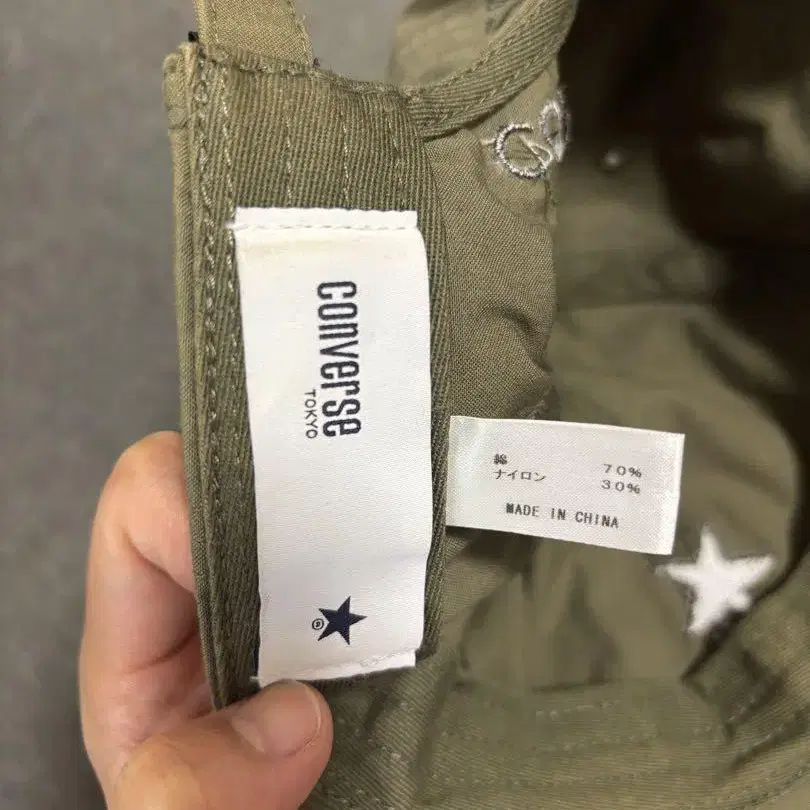 converse
TOKYO
®
綿 70%
ナイロン 30%
MADE IN CHINA